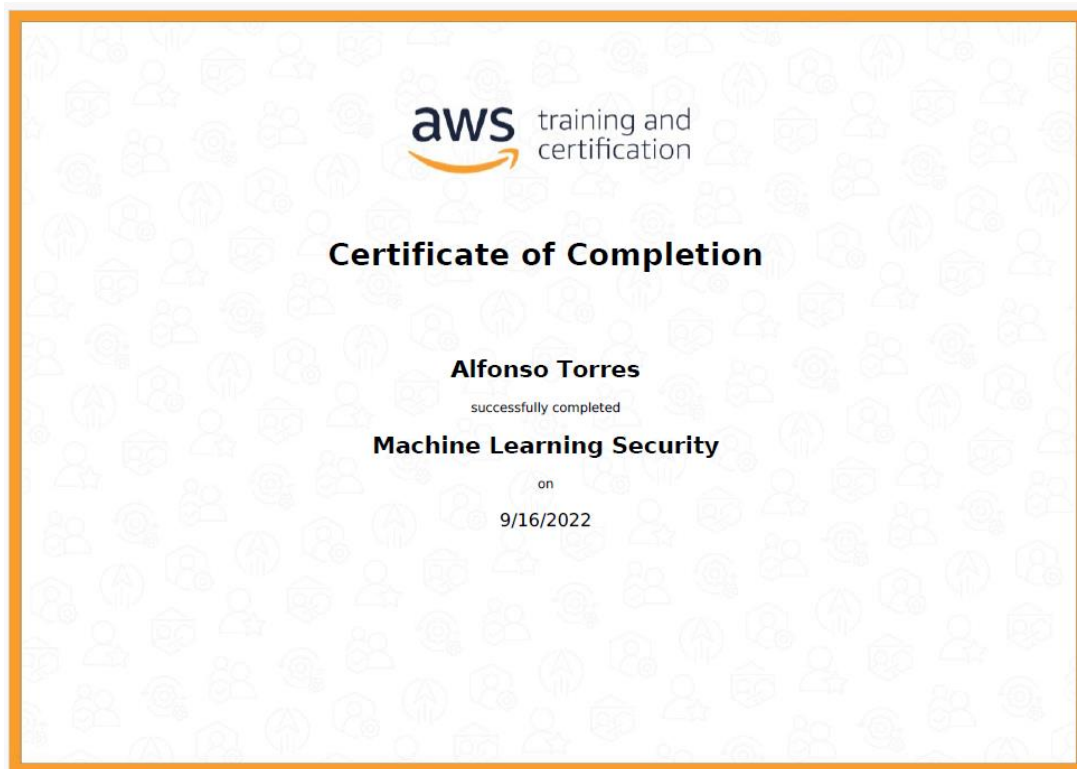 aws training and
certification
Certificate of Completion
Alfonso Torres
successfully completed
Machine Learning Security
on
9/16/2022